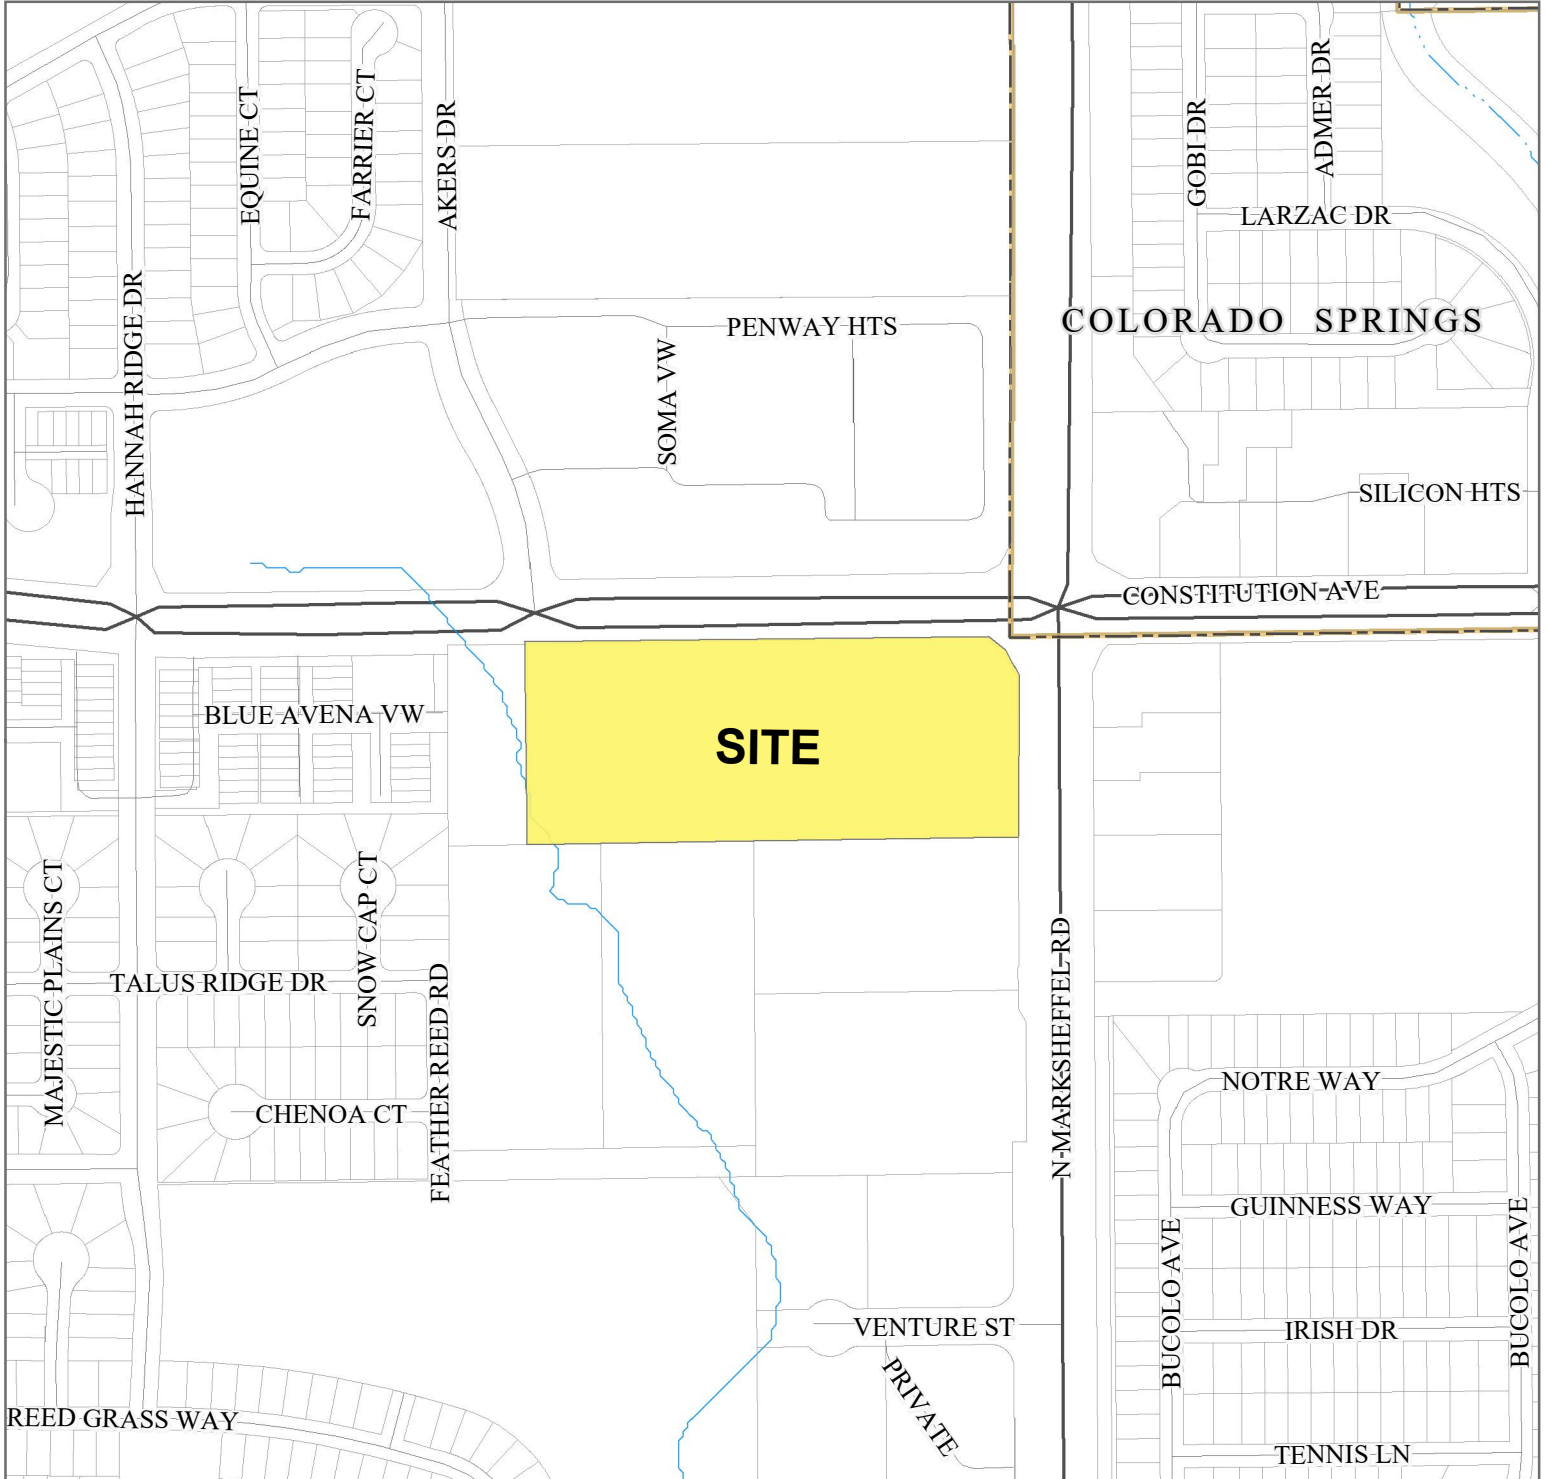 EQUINE CT
FARRIER CT
AKERS DR
GOBI DR
ADMER DR
LARZAC DR
HANNAH RIDGE DR
PENWAY HTS
COLORADO SPRINGS
SOMA VW
SILICON HTS
CONSTITUTION AVE
BLUE AVENA VW
SITE
MAJESTIC PLAINS CT
SNOW CAP CT
TALUS RIDGE DR
FEATHER REED RD
N MARKSHEFFEL RD
CHENOA CT
NOTRE WAY
GUINNESS WAY
BUCOLO AVE
BUCOLO AVE
VENTURE ST
IRISH DR
PRIVATE
REED GRASS WAY
TENNIS LN